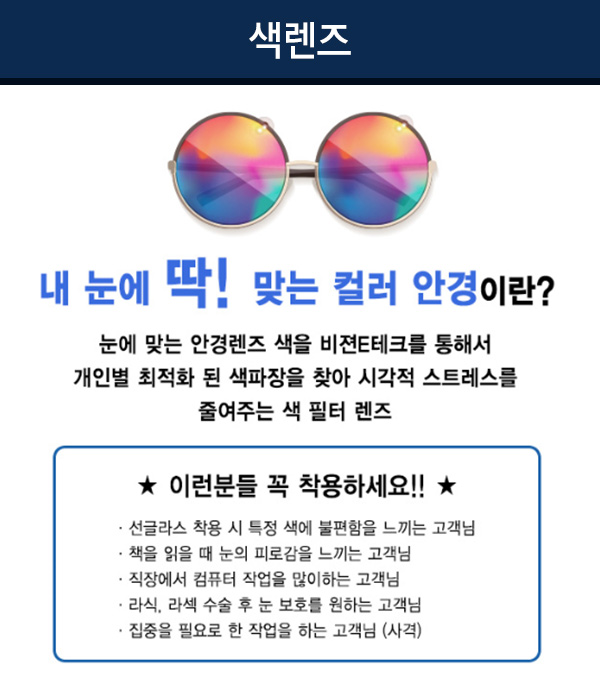 색렌즈
내 눈에 딱! 맞는 컬러 안경이란?
눈에 맞는 안경렌즈 색을 비젼E테크를 통해서
개인별 최적화 된 색파장을 찾아 시각적 스트레스를
줄여주는 색 필터 렌즈
★ 이런분들 꼭 착용하세요!! ★
· 선글라스 착용 시 특정 색에 불편함을 느끼는 고객님
· 책을 읽을 때 눈의 피로감을 느끼는 고객님
· 직장에서 컴퓨터 작업을 많이하는 고객님
· 라식, 라섹 수술 후 눈 보호를 원하는 고객님
· 집중을 필요로 한 작업을 하는 고객님 (사격)